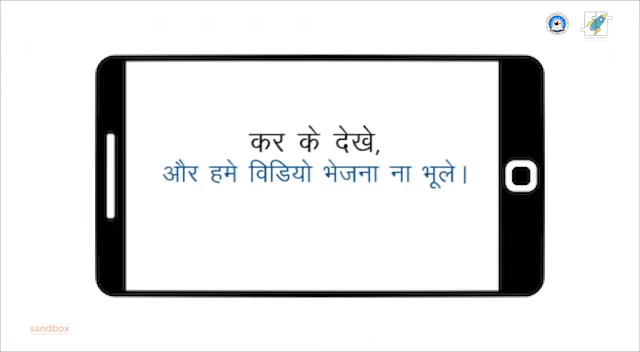 कर के देखे,
और हमे विडियो भेजना ना भूले।
sandbox